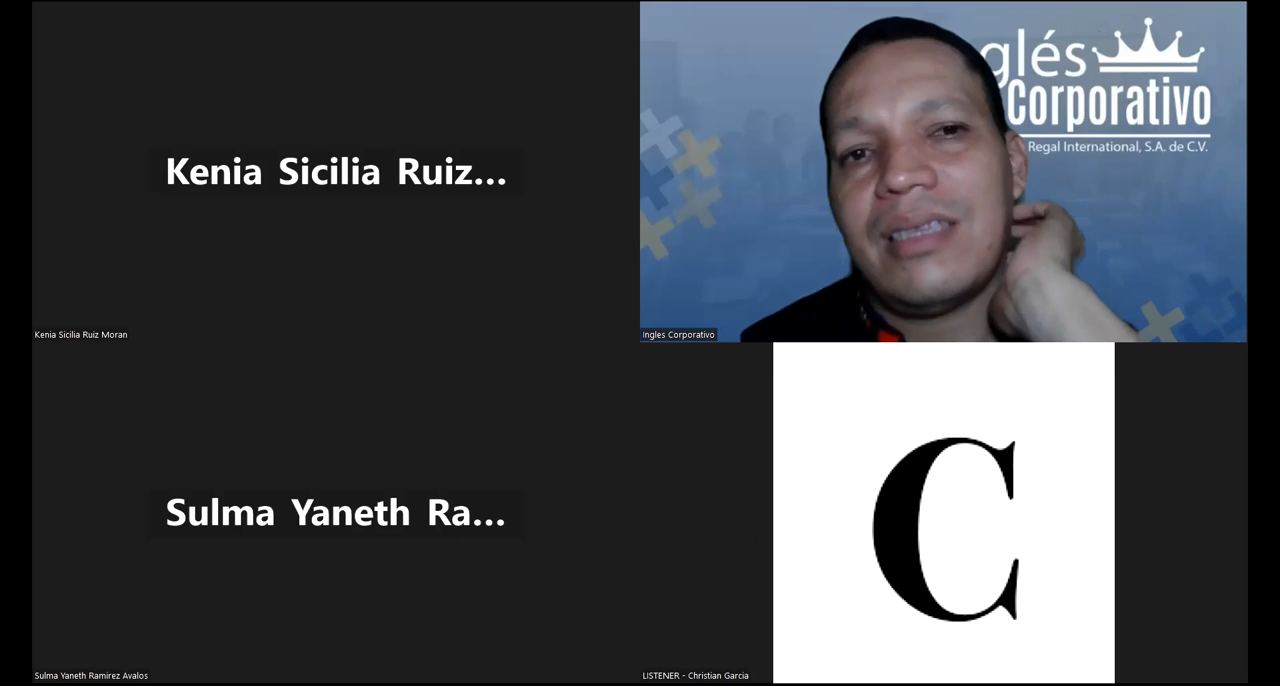 Kenia Sicilia Ruiz...
Kenia Sicilia Ruiz Moran
glés
Corporativo
Regal International, S.A. de C.V.
Ingles Corporativo
Sulma Yaneth Ra...
Sulma Yaneth Ramirez Avalos
C
LISTENER - Christian Garcia